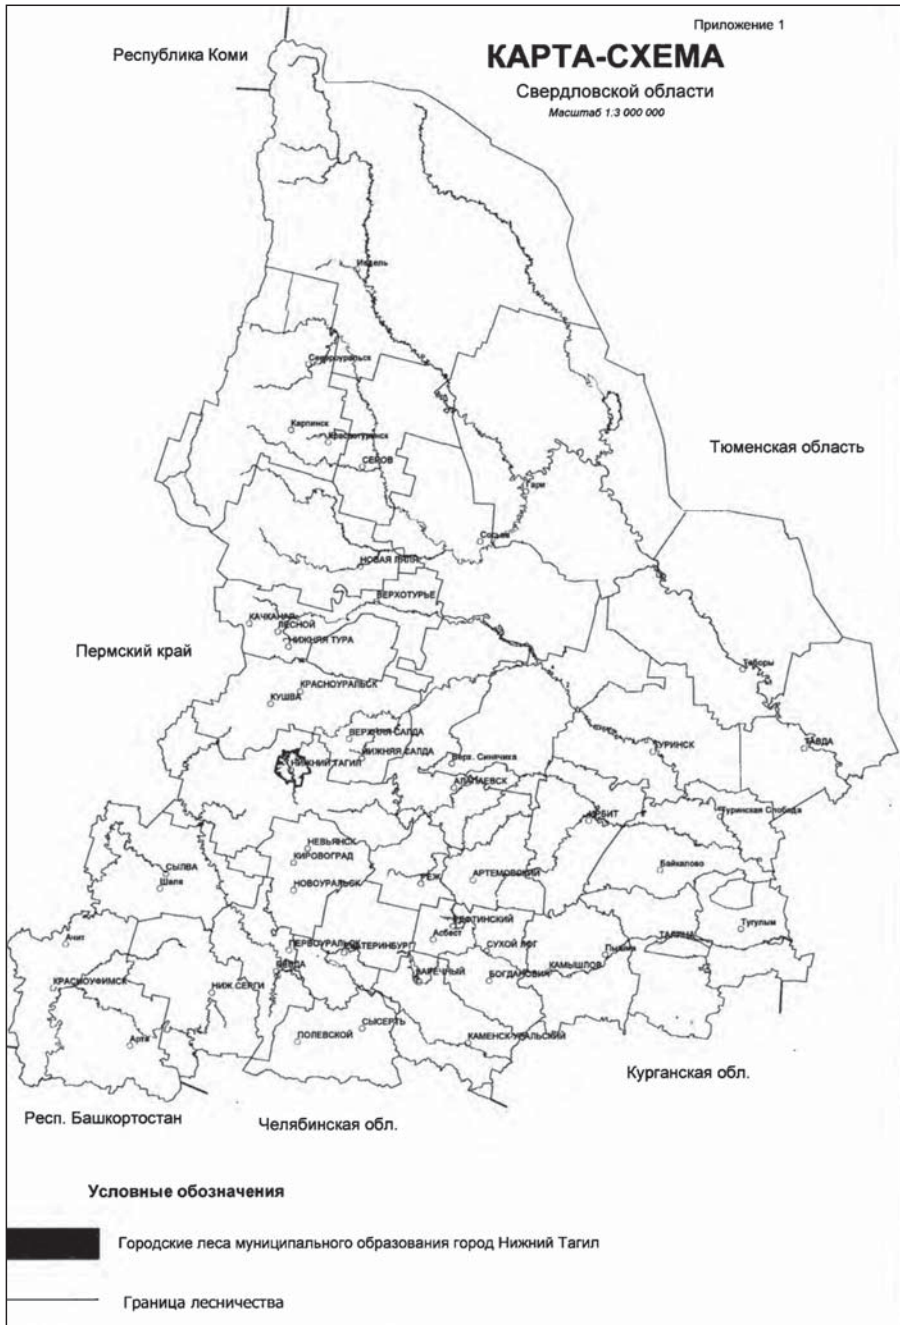 Приложение 1
Республика Коми
КАРТА-СХЕМА
Свердловской области
Масштаб 1:3 000 000
Ивдель
Североуральск
Карпинск
Краснотурьинск
СЕРОВ
Тюменская область
Гари
Сосьва
НОВАЯ ЛЯЛЯ
ВЕРХОТУРЬЕ
КАЧКАНАР
ЛЕСНОЙ
НИЖНЯЯ ТУРА
Пермский край
Таборы
КРАСНОУРАЛЬСК
КУШВА
ВЕРХНЯЯ САЛДА
НИЖНЯЯ САЛДА
ТУРИНСК
ТАВДА
Верх. Синячиха
НИЖНИЙ ТАГИЛ
АЛАПАЕВСК
ИРБИТ
Туринская Слобода
НЕВЬЯНСК
КИРОВОГРАД
Байкалово
СЫЛВА
Шаля
НОВОУРАЛЬСК
РЕЖ
АРТЕМОВСКИЙ
РЕФТИНСКИЙ
Тугулым
Ачит
Асбест
ТАЛИЦА
ПЕРВОУРАЛЬСК
ЕКАТЕРИНБУРГ
СУХОЙ ЛОГ
Пышма
РЕВДА
КАМЫШЛОВ
КРАСНОУФИМСК
НИЖ.СЕРГИ
ЗАРЕЧНЫЙ
БОГДАНОВИЧ
СЫСЕРТЬ
ПОЛЕВСКОЙ
Арти
КАМЕНСК-УРАЛЬСКИЙ
Курганская обл.
Респ. Башкортостан
Челябинская обл.
Условные обозначения
Городские леса муниципального образования город Нижний Тагил
Граница лесничества